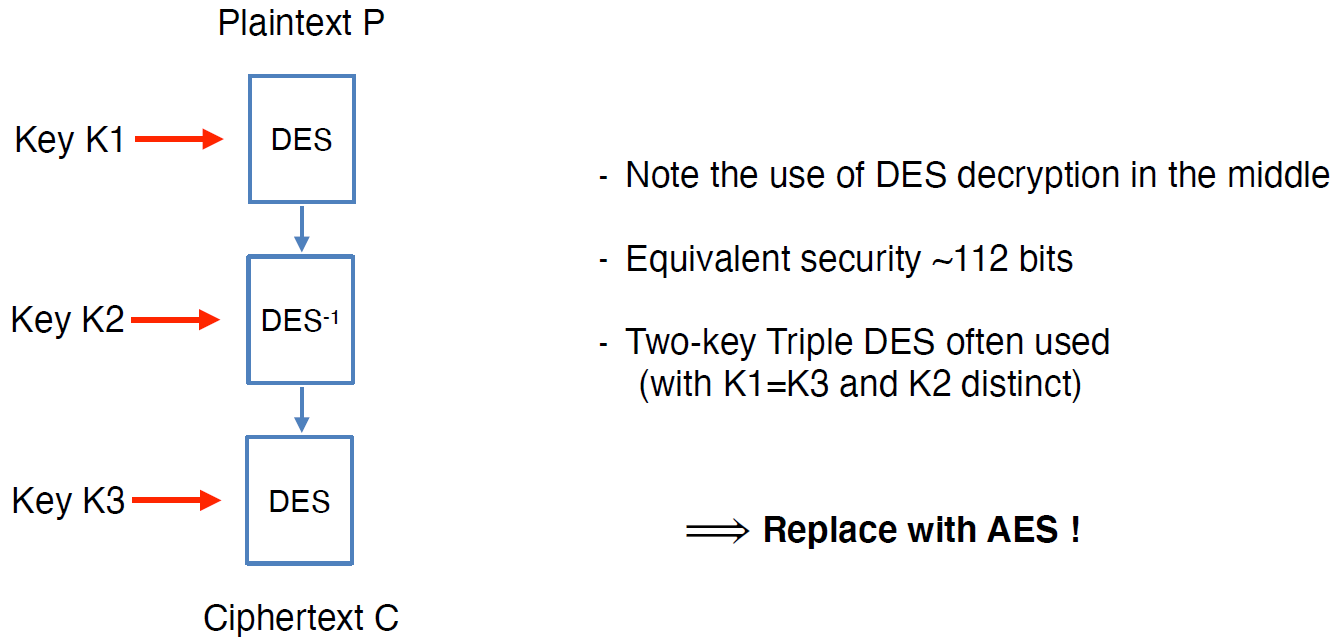 Plaintext P
Key K1
DES
Key K2
DES-1
Key K3
DES
Ciphertext C
- Note the use of DES decryption in the middle
- Equivalent security ~112 bits
- Two-key Triple DES often used
(with K1=K3 and K2 distinct)
⟹ Replace with AES !